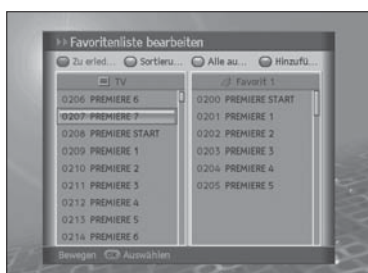 Favoritenliste bearbeiten
Zu erled... Sortieru... Alle au... Hinzufü...
TV
0206 PREMIERE 6
0207 PREMIERE 7
0208 PREMIERE START
0209 PREMIERE 1
0210 PREMIERE 2
0211 PREMIERE 3
0212 PREMIERE 4
0213 PREMIERE 5
0214 PREMIERE 6
Favorit 1
0200 PREMIERE START
0201 PREMIERE 1
0202 PREMIERE 2
0203 PREMIERE 3
0204 PREMIERE 4
0205 PREMIERE 5
Bewegen Auswählen